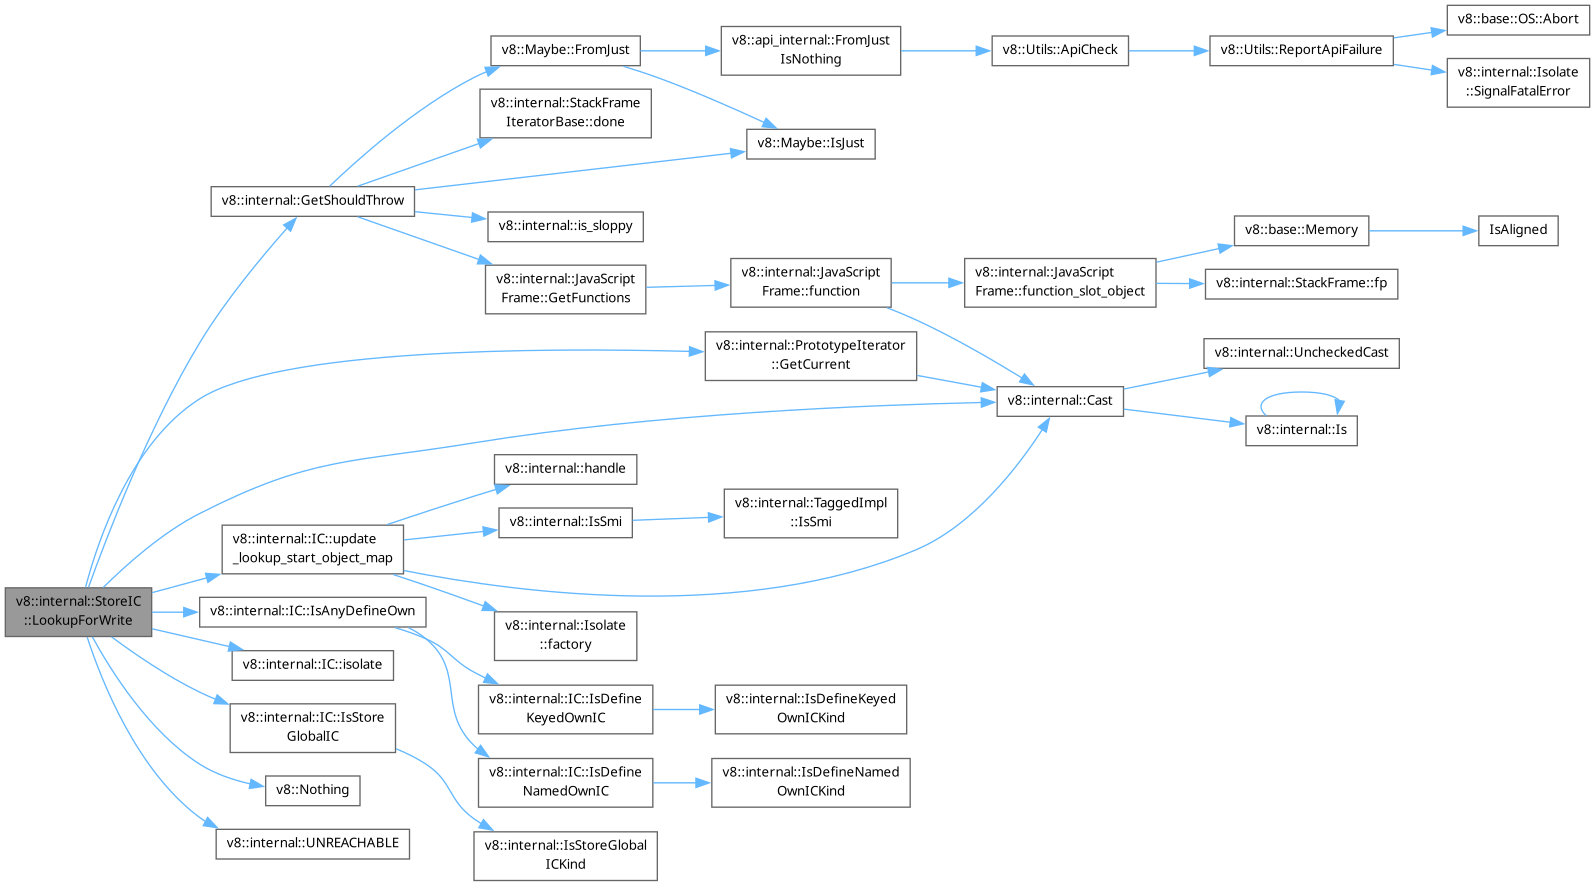 v8::internal::StoreIC
::LookupForWrite
v8::internal::GetShouldThrow
v8::Maybe::FromJust
v8::api_internal::FromJust
IsNothing
v8::Utils::ApiCheck
v8::Utils::ReportApiFailure
v8::base::OS::Abort
v8::internal::Isolate
::SignalFatalError
v8::internal::StackFrame
IteratorBase::done
v8::Maybe::IsJust
v8::internal::is_sloppy
v8::internal::JavaScript
Frame::GetFunctions
v8::internal::JavaScript
Frame::function
v8::internal::JavaScript
Frame::function_slot_object
v8::base::Memory
IsAligned
v8::internal::StackFrame::fp
v8::internal::PrototypeIterator
::GetCurrent
v8::internal::Cast
v8::internal::UncheckedCast
v8::internal::Is
v8::internal::IC::update
_lookup_start_object_map
v8::internal::handle
v8::internal::IsSmi
v8::internal::TaggedImpl
::IsSmi
v8::internal::Isolate
::factory
v8::internal::IC::IsAnyDefineOwn
v8::internal::IC::IsDefine
KeyedOwnIC
v8::internal::IsDefineKeyed
OwnICKind
v8::internal::IC::IsDefine
NamedOwnIC
v8::internal::IsDefineNamed
OwnICKind
v8::internal::IC::isolate
v8::internal::IC::IsStore
GlobalIC
v8::internal::IsStoreGlobal
ICKind
v8::Nothing
v8::internal::UNREACHABLE